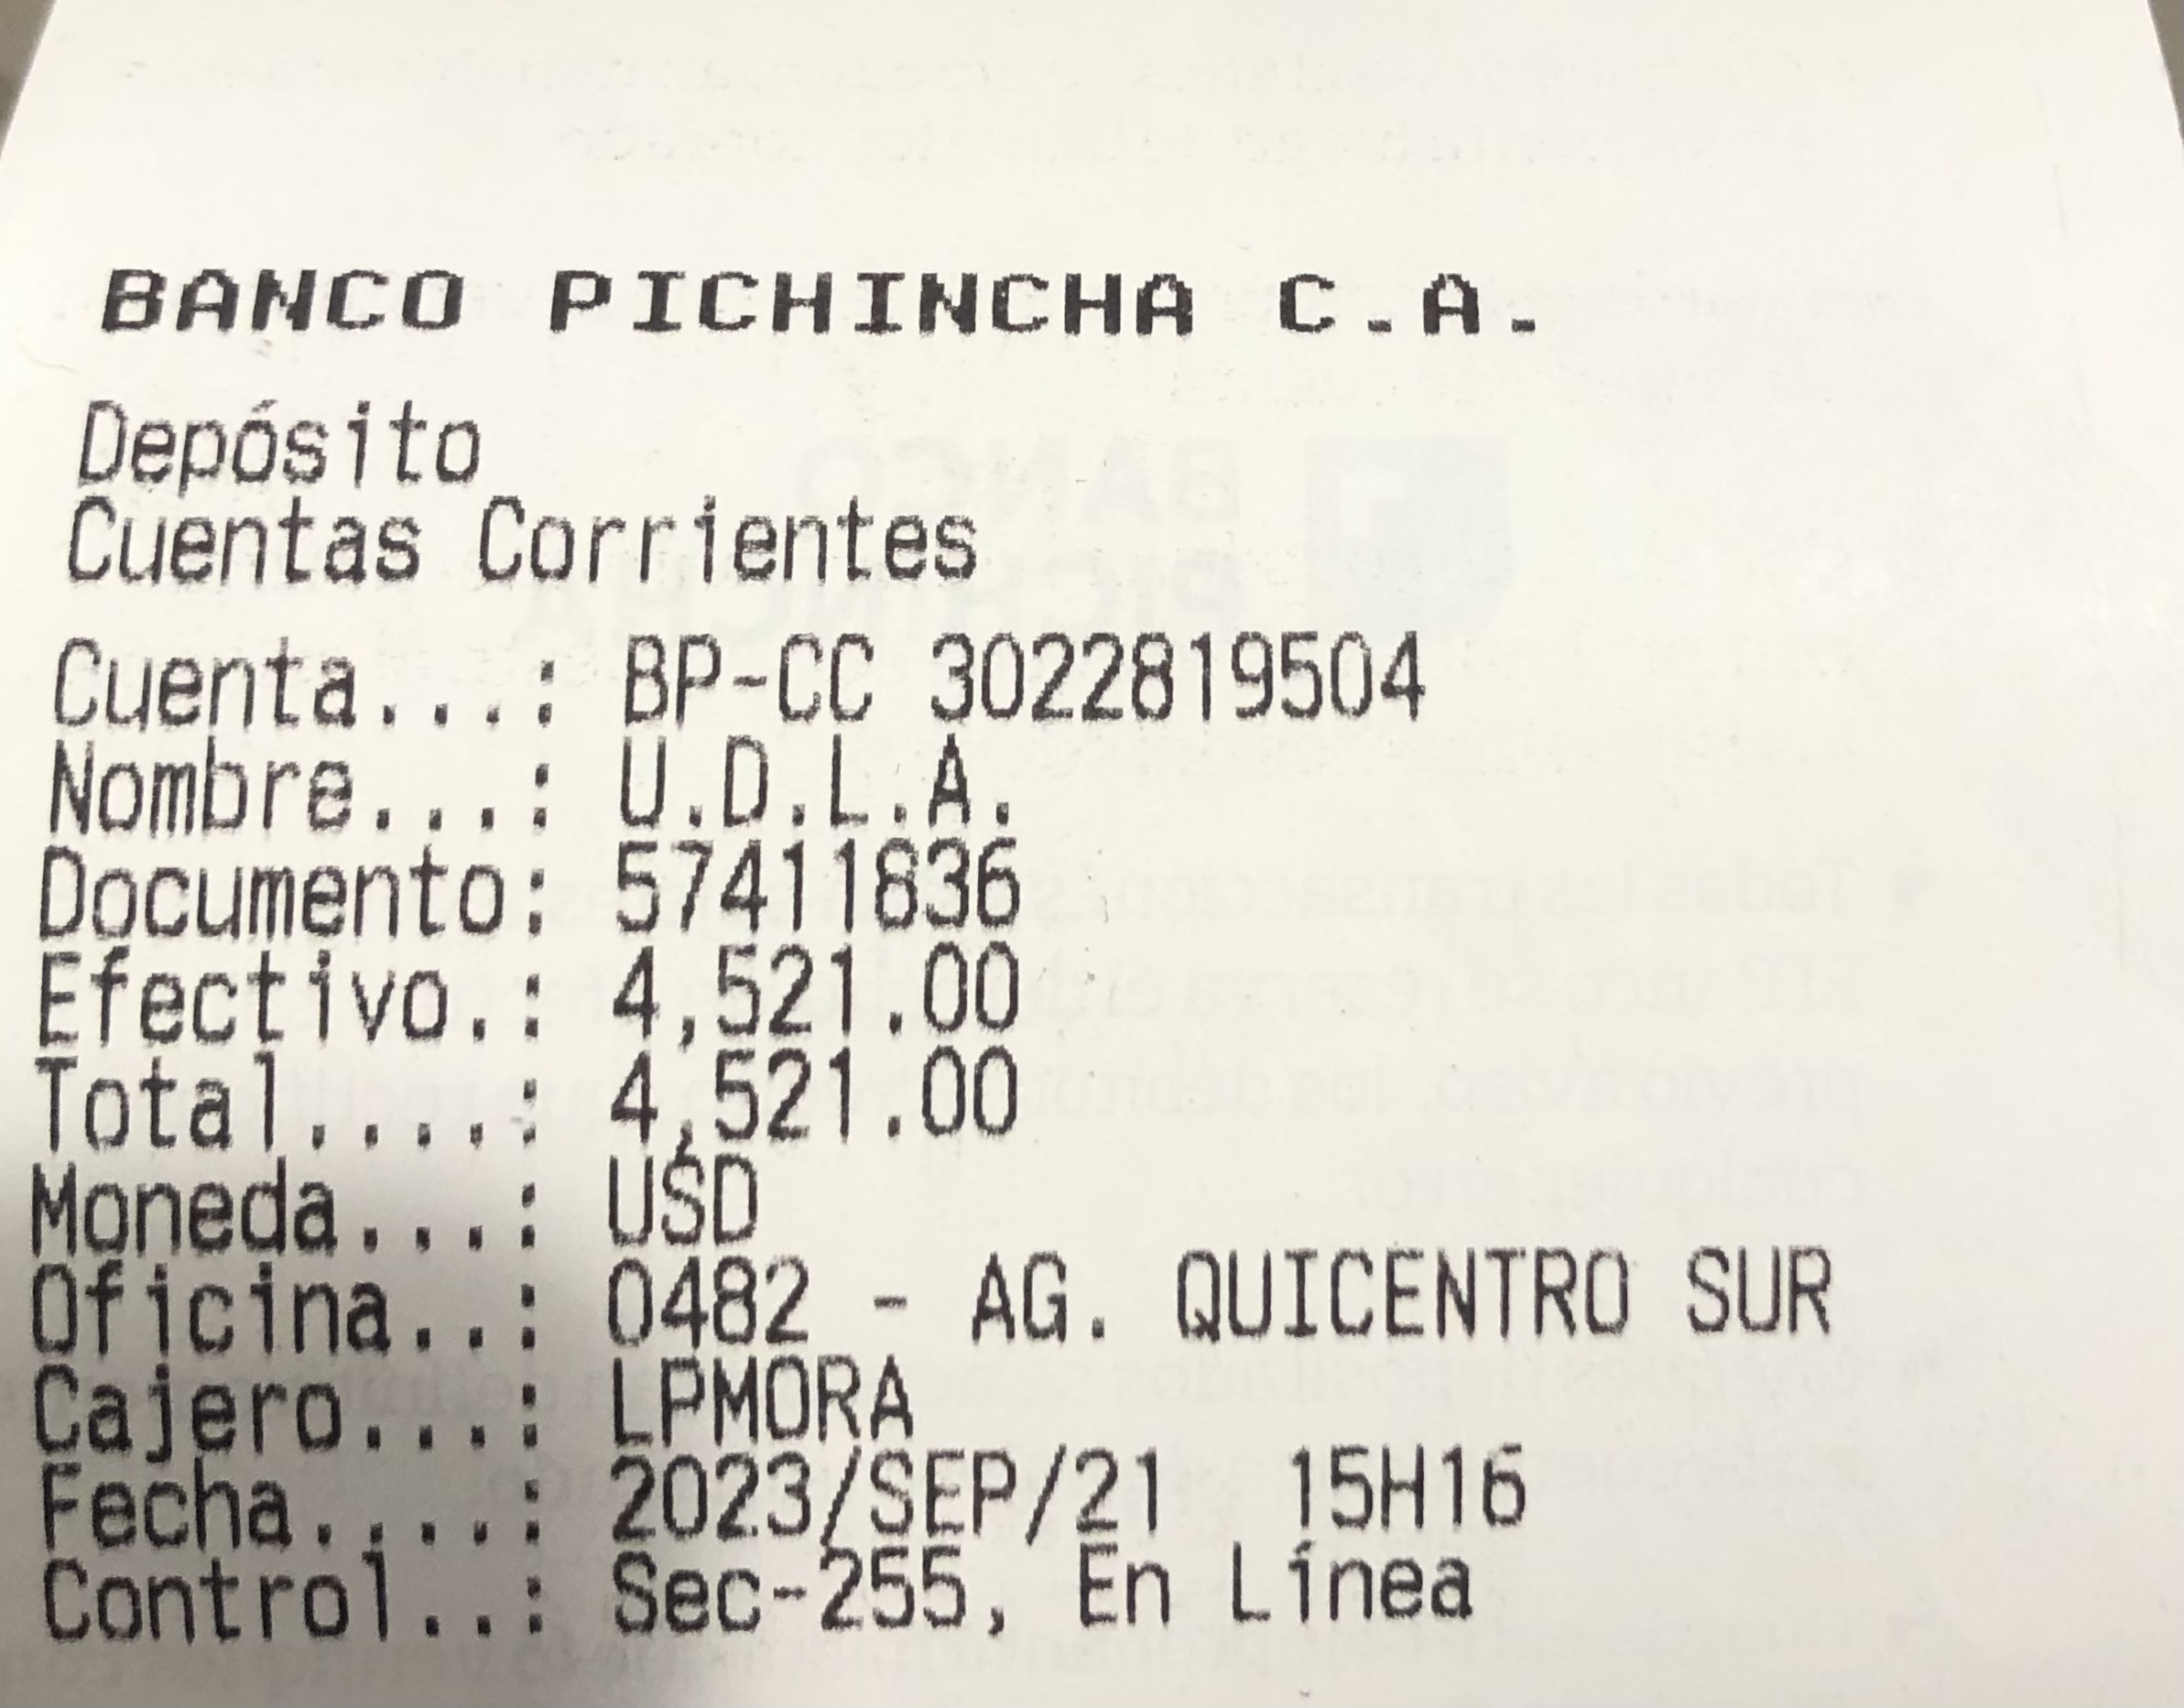 BANCO PICHINCHA C.A.
Depósito
Cuentas Corrientes
Cuenta...: BP-CC 3022819504
Nombre...: U.D.L.A.
Documento: 57411836
Efectivo.: 4,521.00
Total....: 4,521.00
Moneda...: USD
Oficina..: 0482 - AG. QUICENTRO SUR
Cajero...: LPMORA
Fecha....: 2023/SEP/21  15H16
Control..: Sec-255, En Línea